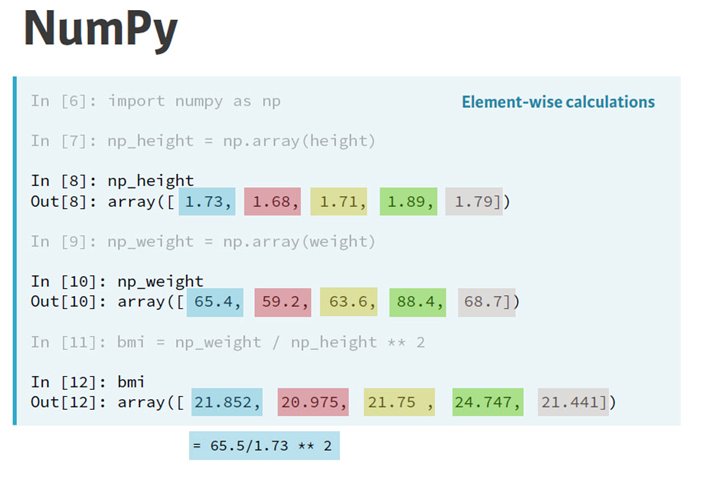 NumPy
In [6]: import numpy as np
Element-wise calculations
In [7]: np_height = np.array(height)
In [8]: np_height
Out[8]: array([ 1.73, 1.68, 1.71, 1.89, 1.79])
In [9]: np_weight = np.array(weight)
In [10]: np_weight
Out[10]: array([ 65.4, 59.2, 63.6, 88.4, 68.7])
In [11]: bmi = np_weight / np_height ** 2
In [12]: bmi
Out[12]: array([ 21.852, 20.975, 21.75 , 24.747, 21.441])
= 65.5/1.73 ** 2